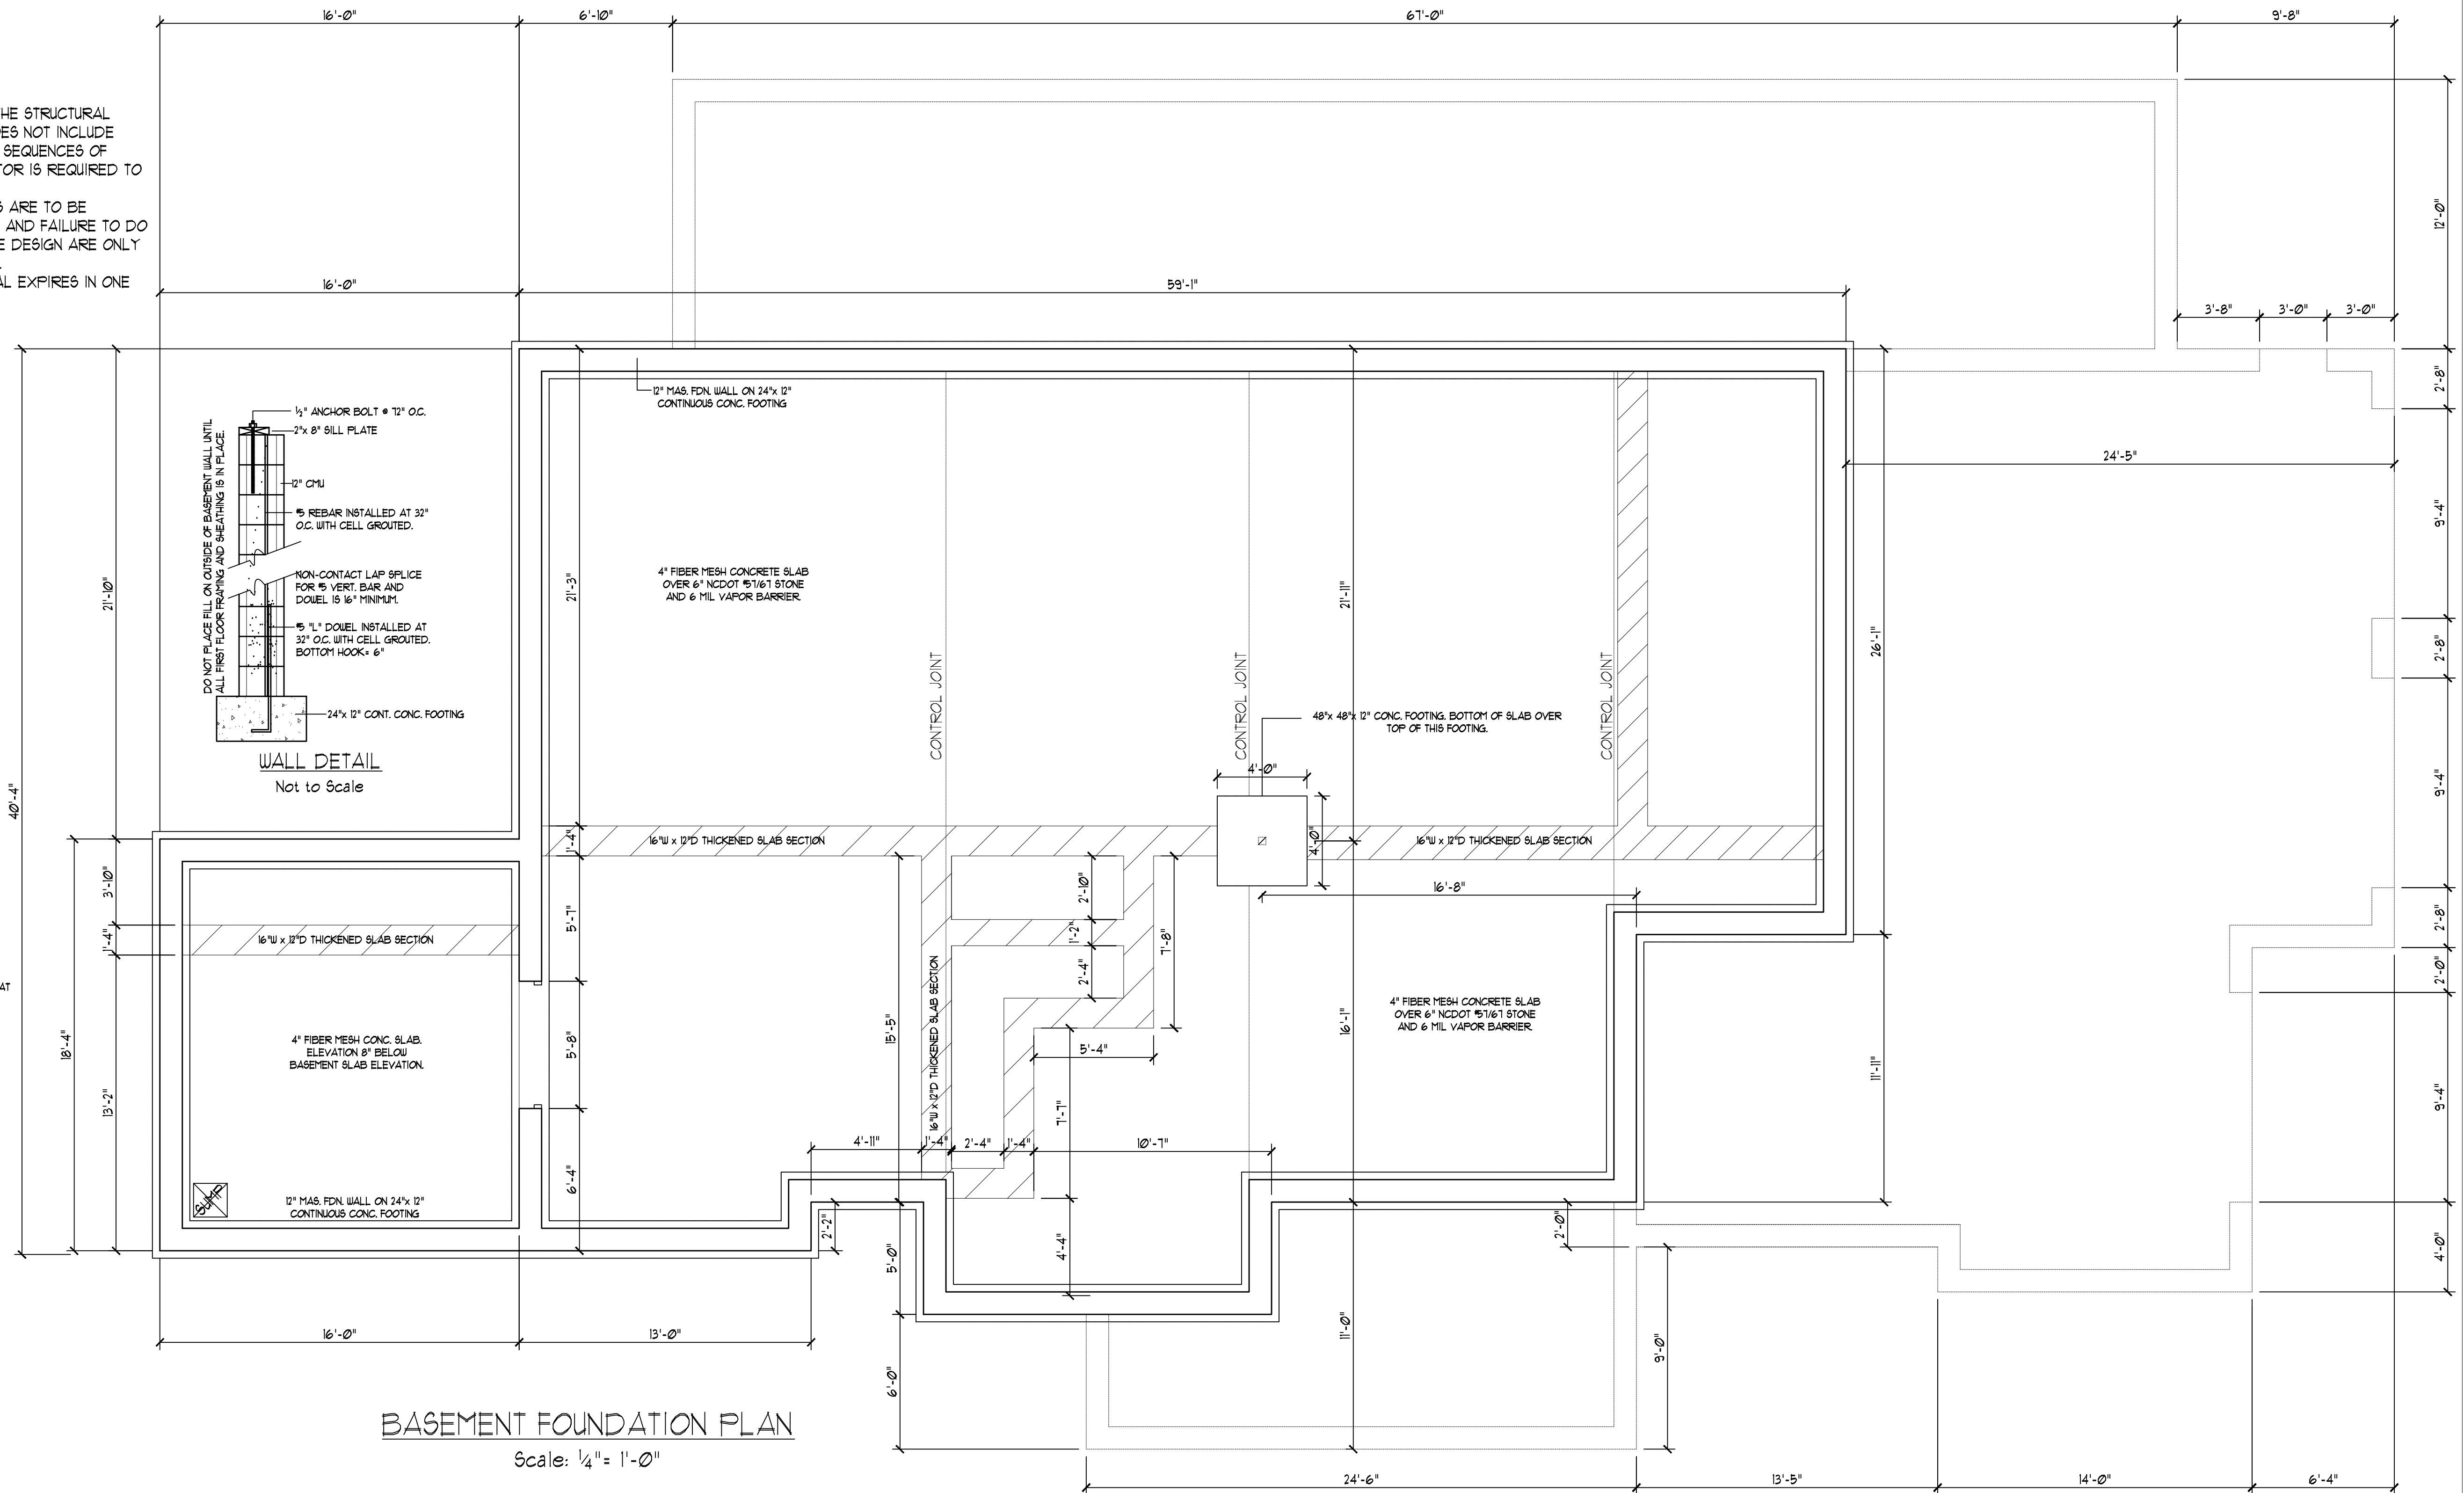 16'-0"
6'-10"
67'-0"
9'-8"
HE STRUCTURAL
ES NOT INCLUDE
SEQUENCES OF
TOR IS REQUIRED TO
S ARE TO BE
AND FAILURE TO DO
E DESIGN ARE ONLY
AL EXPIRES IN ONE
12'-0"
16'-0"
59'-1"
3'-8"
3'-0"
3'-0"
2'-8"
24'-5"
9'-4"
2'-8"
9'-4"
2'-8"
2'-0"
9'-4"
4'-0"
12" MAS. FDN. WALL ON 24"x 12"
CONTINUOUS CONC. FOOTING
DO NOT PLACE FILL ON OUTSIDE OF BASEMENT WALL UNTIL
ALL FIRST FLOOR FRAMING AND SHEATHING IS IN PLACE.
½" ANCHOR BOLT @ 72" O.C.
2"x 8" SILL PLATE
12" CMU
#5 REBAR INSTALLED AT 32"
O.C. WITH CELL GROUTED.
NON-CONTACT LAP SPLICE
FOR #5 VERT. BAR AND
DOWEL IS 16" MINIMUM.
#5 "L" DOWEL INSTALLED AT
32" O.C. WITH CELL GROUTED.
BOTTOM HOOK= 6"
24"x 12" CONT. CONC. FOOTING
WALL DETAIL
Not to Scale
40'-4"
21'-10"
3'-10"
1'-4"
18'-4"
13'-2"
AT
21'-3"
1'-4"
5'-7"
5'-8"
6'-4"
4" FIBER MESH CONCRETE SLAB
OVER 6" NCDOT #57/67 STONE
AND 6 MIL VAPOR BARRIER.
CONTROL JOINT
CONTROL JOINT
CONTROL JOINT
21'-11"
26'-1"
48"x 48"x 12" CONC. FOOTING. BOTTOM OF SLAB OVER
TOP OF THIS FOOTING.
4'-0"
4'-0"
16"W x 12"D THICKENED SLAB SECTION
16"W x 12"D THICKENED SLAB SECTION
16'-8"
16"W x 12"D THICKENED SLAB SECTION
2'-10"
1'-2"
2'-4"
7'-8"
15'-5"
16"W x 12"D THICKENED SLAB SECTION
5'-4"
7'-7"
16'-1"
11'-11"
4" FIBER MESH CONCRETE SLAB
OVER 6" NCDOT #57/67 STONE
AND 6 MIL VAPOR BARRIER.
4" FIBER MESH CONC. SLAB.
ELEVATION 8" BELOW
BASEMENT SLAB ELEVATION.
4'-11"
1'-4"
2'-4"
1'-4"
10'-7"
SUMP
12" MAS. FDN. WALL ON 24"x 12"
CONTINUOUS CONC. FOOTING
2'-2"
5'-0"
4'-4"
2'-0"
16'-0"
13'-0"
6'-0"
11'-0"
9'-0"
BASEMENT FOUNDATION PLAN
Scale: ¼"= 1'-0"
24'-6"
13'-5"
14'-0"
6'-4"